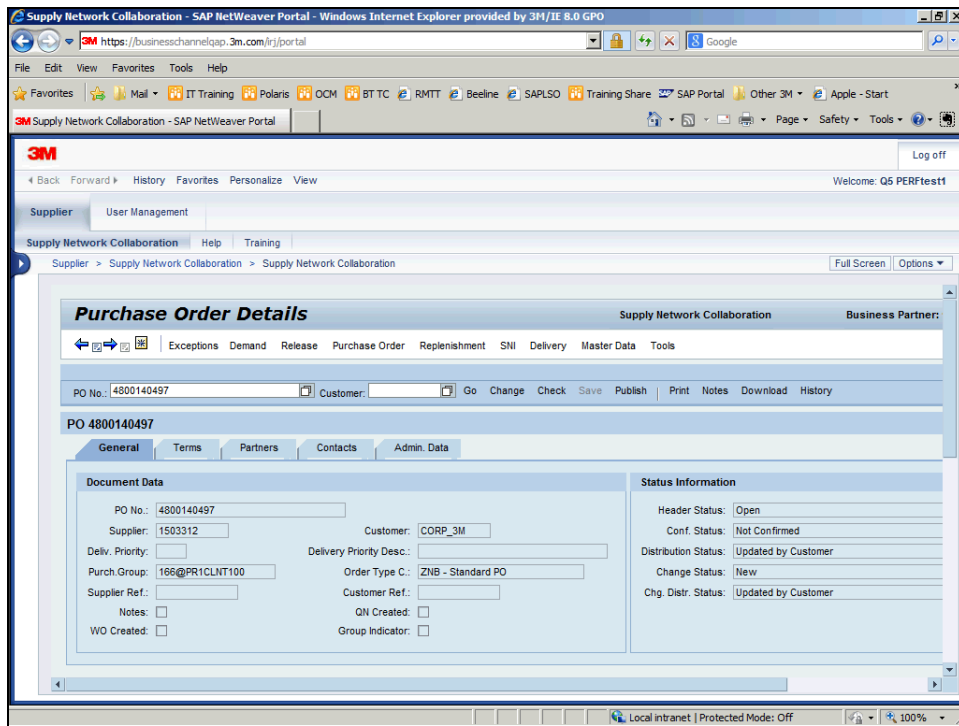 Supply Network Collaboration - SAP NetWeaver Portal - Windows Internet Explorer provided by 3M/IE 8.0 GPO
3M https://businesschannelqap.3m.com/irj/portal Google
File Edit View Favorites Tools Help
Favorites Mail IT Training Polaris OCM BT TC RMTT Beeline SAPLSO Training Share SAP Portal Other 3M Apple - Start
3M Supply Network Collaboration - SAP NetWeaver Portal Page Safety Tools
3M Log off
Back Forward History Favorites Personalize View Welcome: Q5 PERFtest1
Supplier User Management
Supply Network Collaboration Help Training
Supplier > Supply Network Collaboration > Supply Network Collaboration Full Screen Options
Purchase Order Details Supply Network Collaboration Business Partner:
Exceptions Demand Release Purchase Order Replenishment SNI Delivery Master Data Tools
PO No.: 4800140497 Customer: Go Change Check Save Publish Print Notes Download History
PO 4800140497
General Terms Partners Contacts Admin. Data
Document Data Status Information
PO No.: 4800140497 Header Status: Open
Supplier: 1503312 Customer: CORP_3M Conf. Status: Not Confirmed
Deliv. Priority: Delivery Priority Desc.: Distribution Status: Updated by Customer
Purch.Group: 166@PR1CLNT100 Order Type C.: ZNB - Standard PO Change Status: New
Supplier Ref.: Customer Ref.: Chg. Distr. Status: Updated by Customer
Notes: QN Created:
WO Created: Group Indicator:
Local intranet | Protected Mode: Off 100%